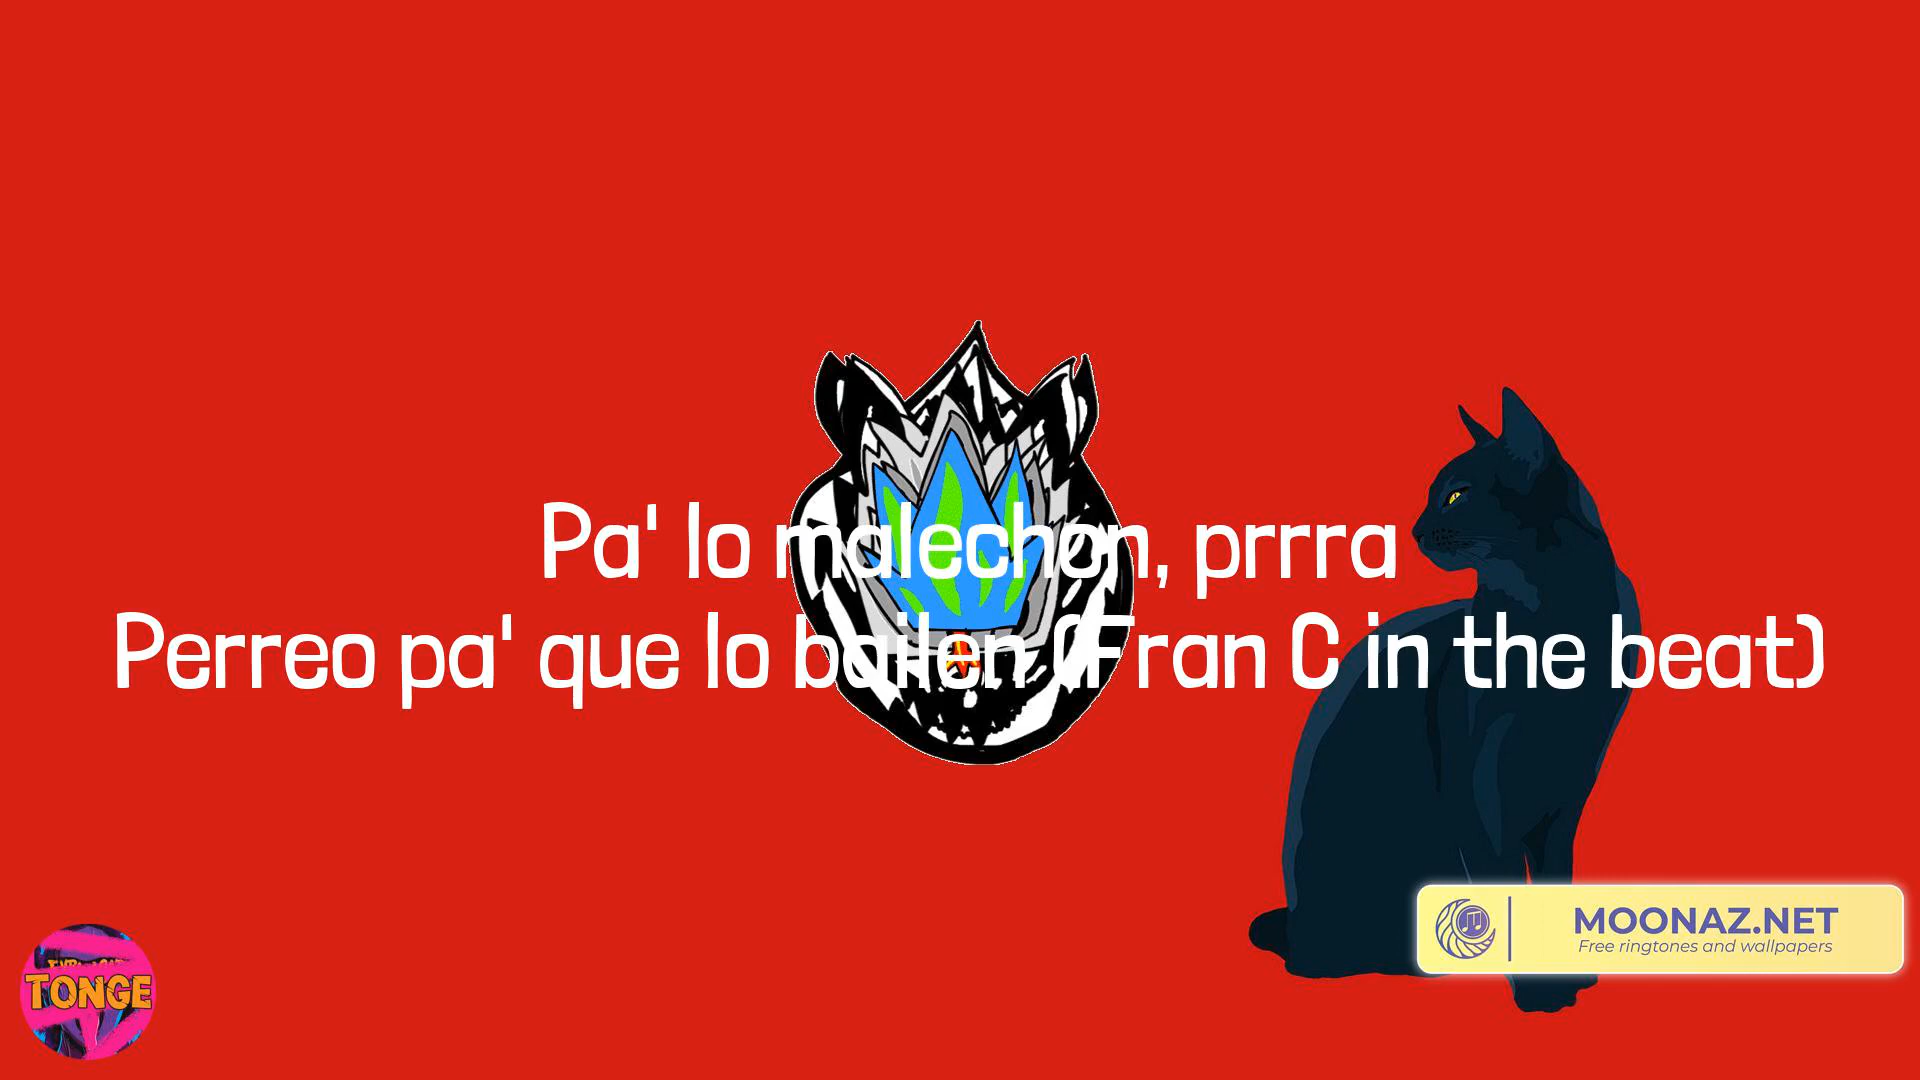 Pa' lo malechon, prrra
Perreo pa' que lo bailen (Fran C in the beat)
MOONAZ.NET
Free ringtones and wallpapers
TONGE